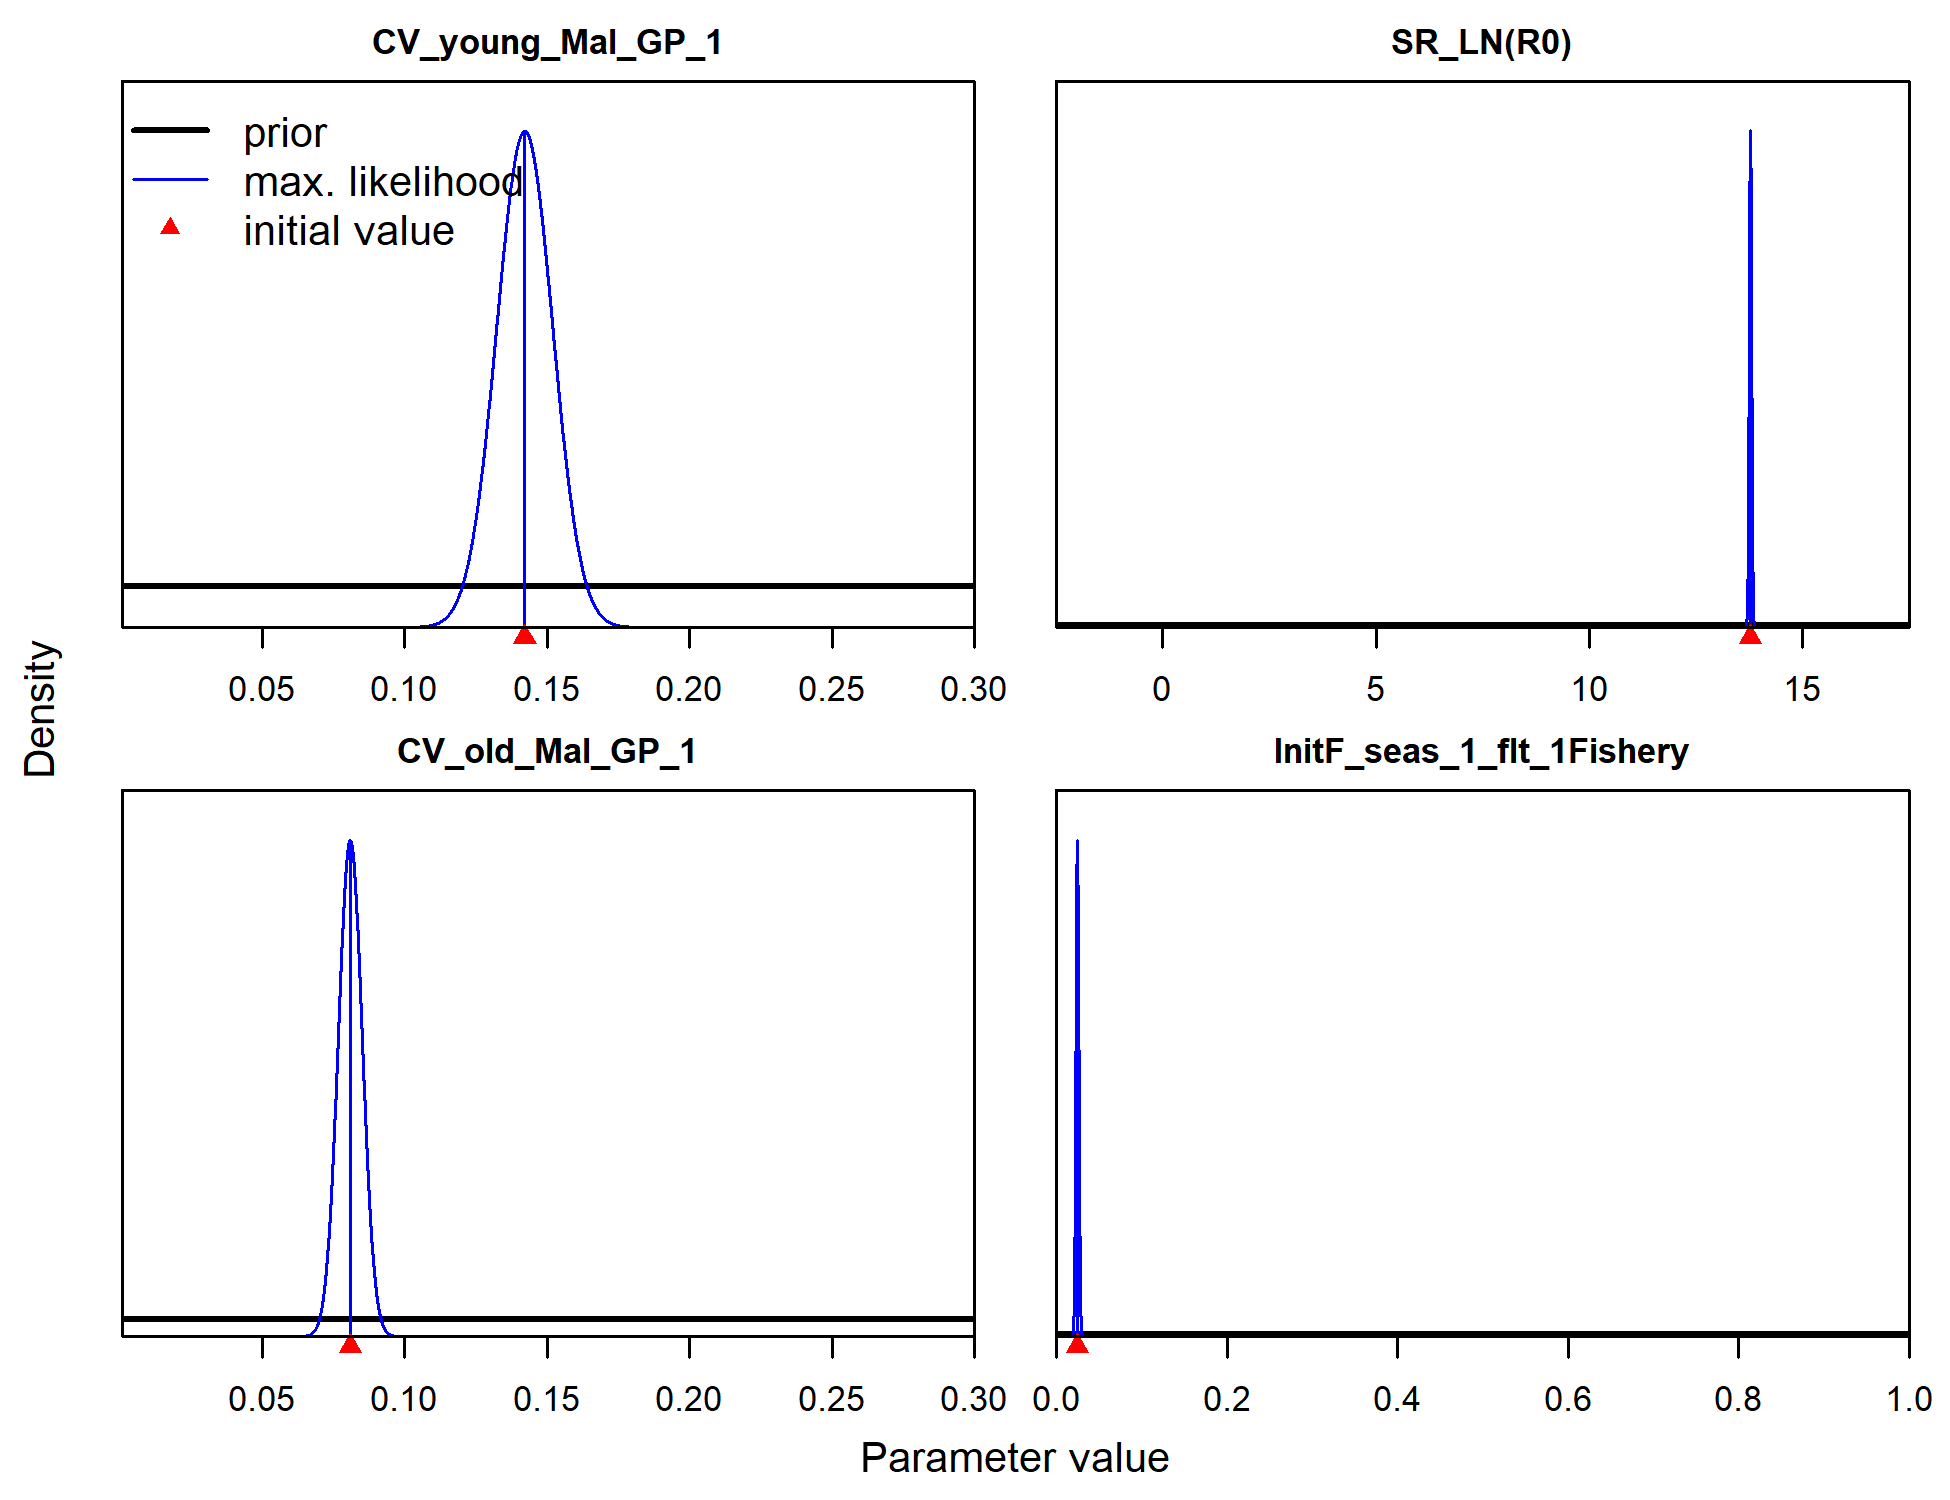 CV_young_Mal_GP_1
prior
max. likelihood
initial value
0.05 0.10 0.15 0.20 0.25 0.30
SR_LN(R0)
0 5 10 15
CV_old_Mal_GP_1
0.05 0.10 0.15 0.20 0.25 0.30
InitF_seas_1_flt_1Fishery
0.0 0.2 0.4 0.6 0.8 1.0
Density
Parameter value